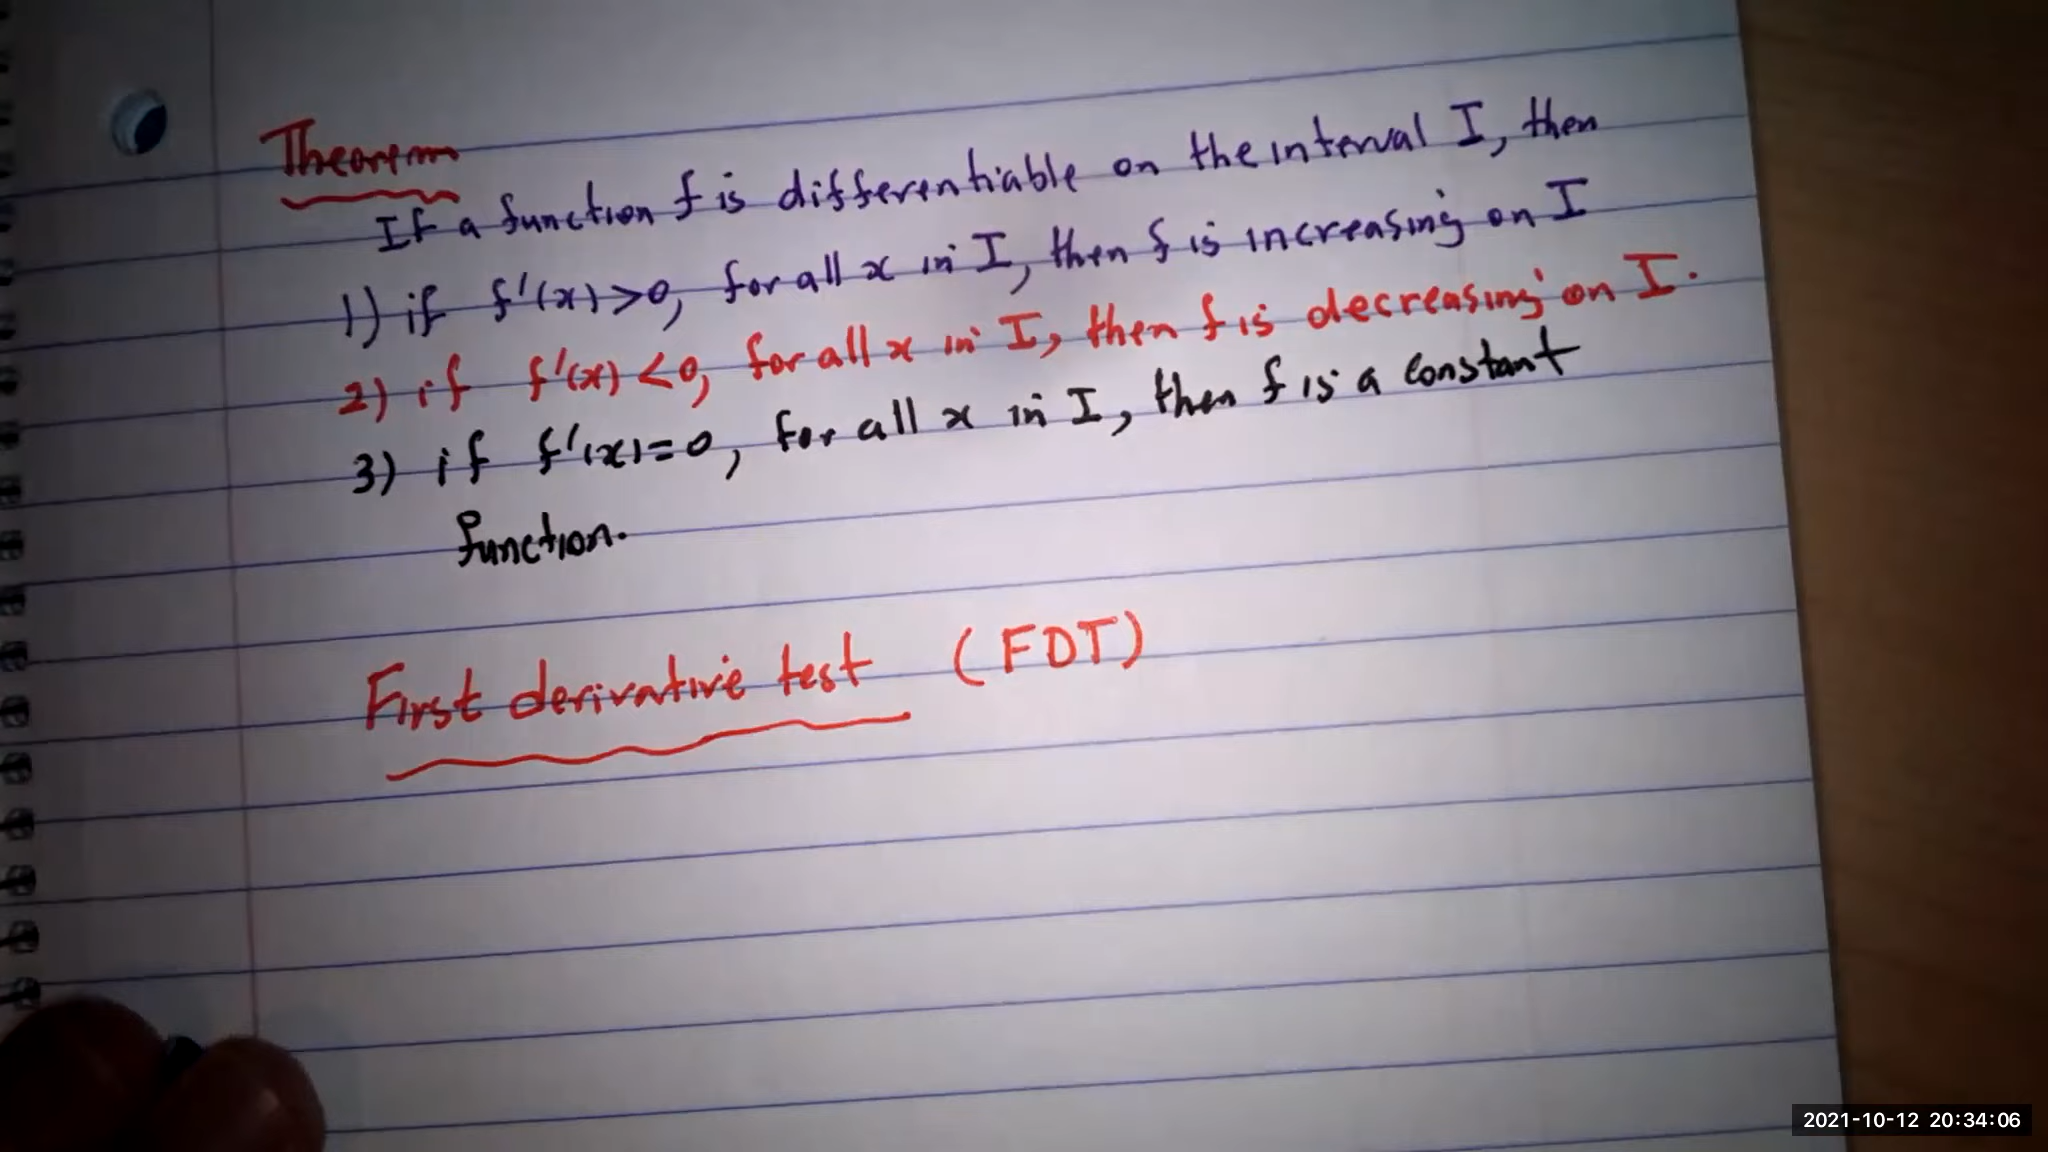 Theorem
If a function f is differentiable on the interval I, then
1) if f'(x)>0, for all x in I, then f is increasing on I
2) if f'(x)<0, for all x in I, then f is decreasing on I.
3) if f'(x)=0, for all x in I, then f is a constant
function.
First derivative test (FDT)
2021-10-12 20:34:06